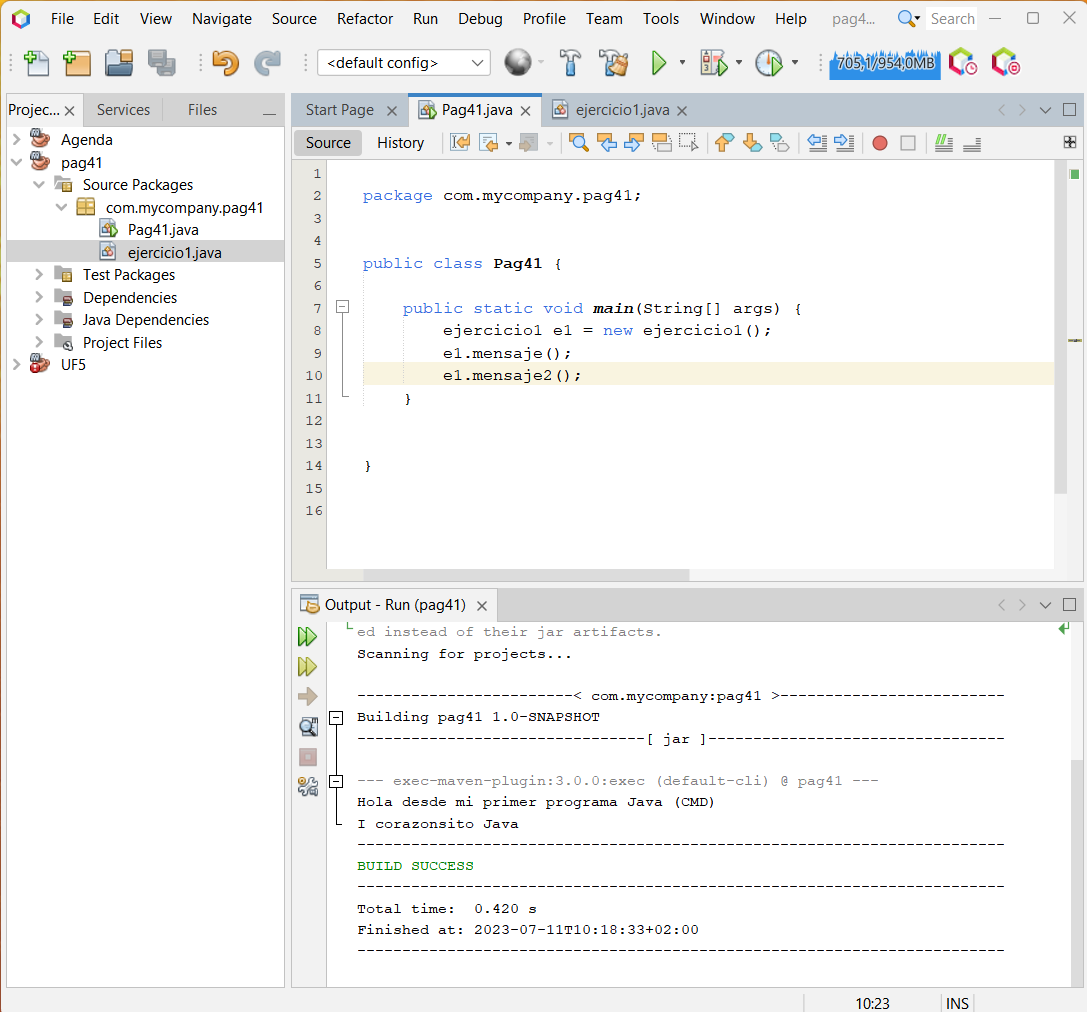 File Edit View Navigate Source Refactor Run Debug Profile Team Tools Window Help pag4... Search
<default config> 705,1/954,0MB
Projec... Services Files
Start Page Pag41.java ejercicio1.java
Source History
Agenda
pag41
Source Packages
com.mycompany.pag41
Pag41.java
ejercicio1.java
Test Packages
Dependencies
Java Dependencies
Project Files
UF5
1
2 package com.mycompany.pag41;
3
4
5 public class Pag41 {
6
7 public static void main(String[] args) {
8 ejercicio1 e1 = new ejercicio1();
9 e1.mensaje();
10 e1.mensaje2();
11 }
12
13
14 }
15
16
Output - Run (pag41)
ed instead of their jar artifacts.
Scanning for projects...
------------------------< com.mycompany:pag41 >-------------------------
Building pag41 1.0-SNAPSHOT
--------------------------------[ jar ]---------------------------------
--- exec-maven-plugin:3.0.0:exec (default-cli) @ pag41 ---
Hola desde mi primer programa Java (CMD)
I corazonsito Java
------------------------------------------------------------------------
BUILD SUCCESS
------------------------------------------------------------------------
Total time:  0.420 s
Finished at: 2023-07-11T10:18:33+02:00
------------------------------------------------------------------------
10:23 INS